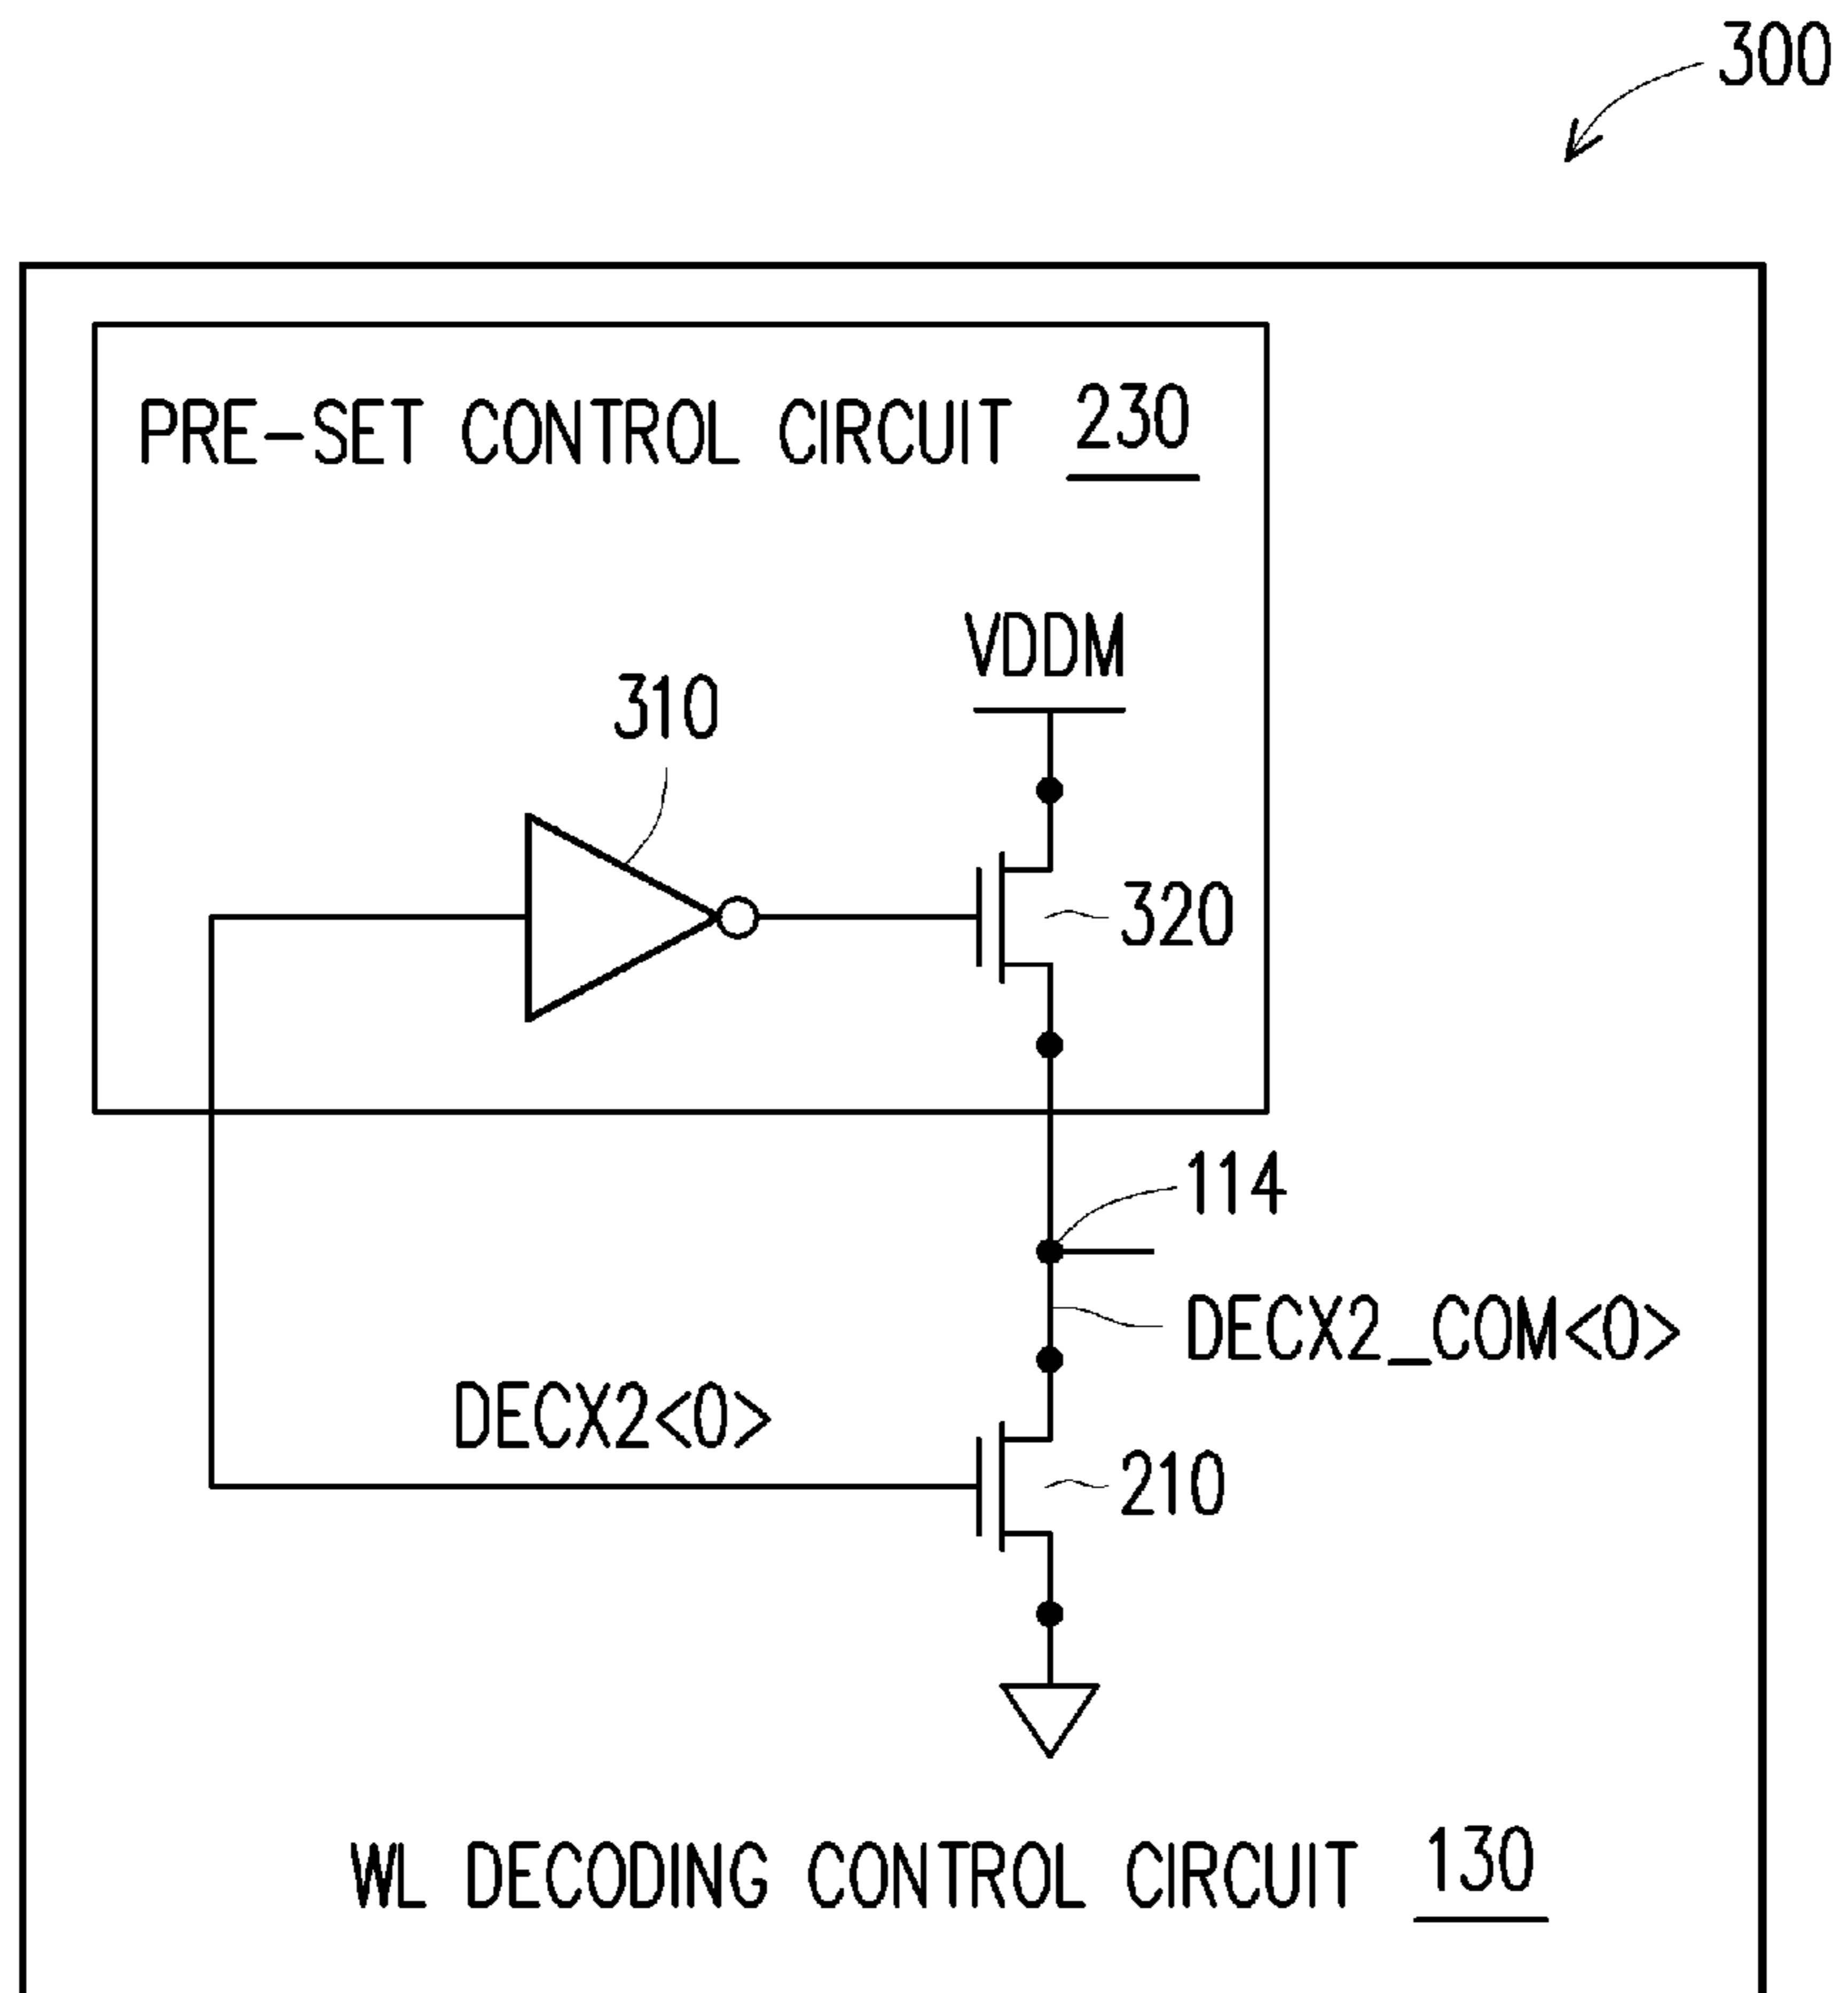 300
PRE-SET CONTROL CIRCUIT 230
VDDM
310
320
114
DECX2_COM<0>
DECX2<0>
210
WL DECODING CONTROL CIRCUIT 130